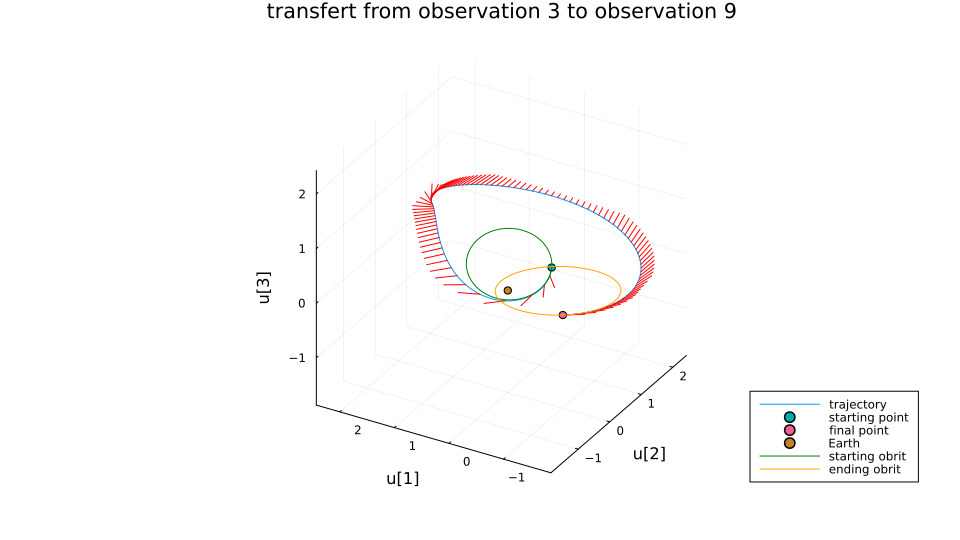 transfert from observation 3 to observation 9
2
1
0
−1
u[3]
2
1
0
−1
u[1]
2
1
0
−1
u[2]
trajectory
starting point
final point
Earth
starting obrit
ending obrit